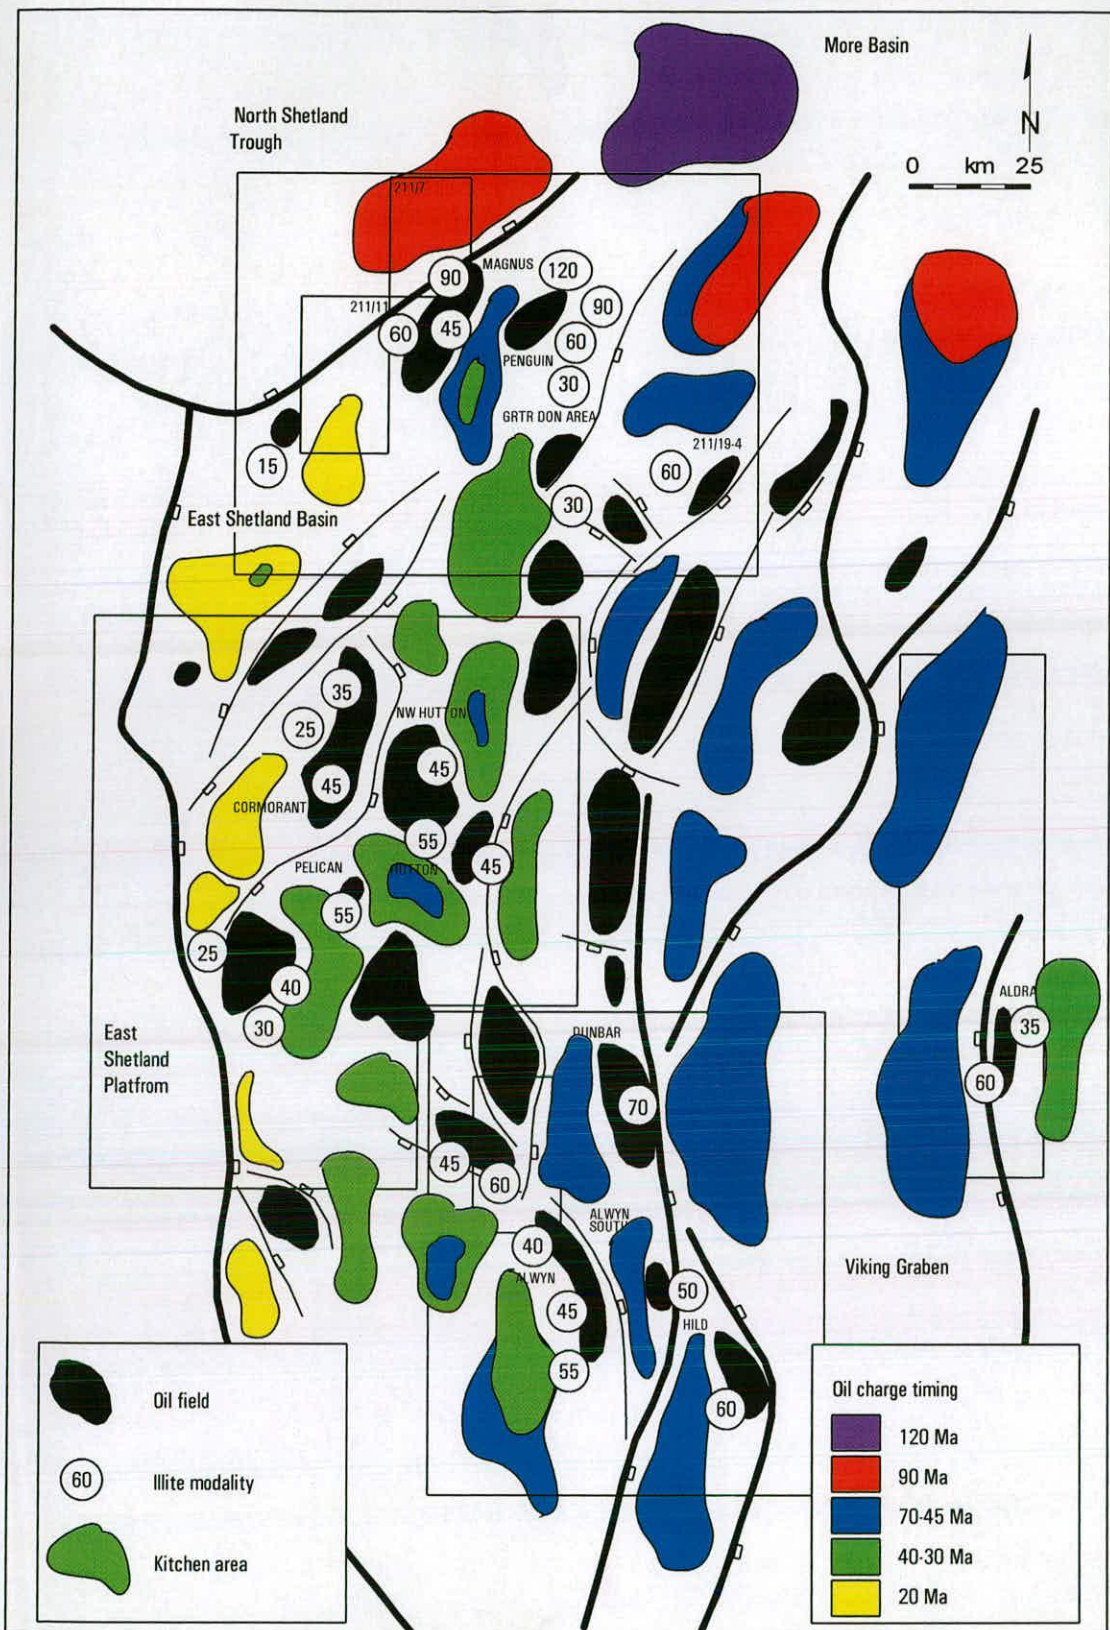 More Basin
North Shetland
Trough
N
0 km 25
211/7
MAGNUS
120
90
90
211/11
60
45
60
PENGUIN
30
GRTR DON AREA
15
211/19-4
60
30
East Shetland Basin
35
NW HUTTON
25
45
45
CORMORANT
55
45
PELICAN
HUTTON
55
25
40
30
ALDRA
35
East
Shetland
Platfrom
DUNBAR
60
70
45
60
ALWYN
SOUTH
40
ALWYN
50
Viking Graben
45
HILD
55
60
Oil field
60
Illite modality
Kitchen area
Oil charge timing
120 Ma
90 Ma
70-45 Ma
40-30 Ma
20 Ma